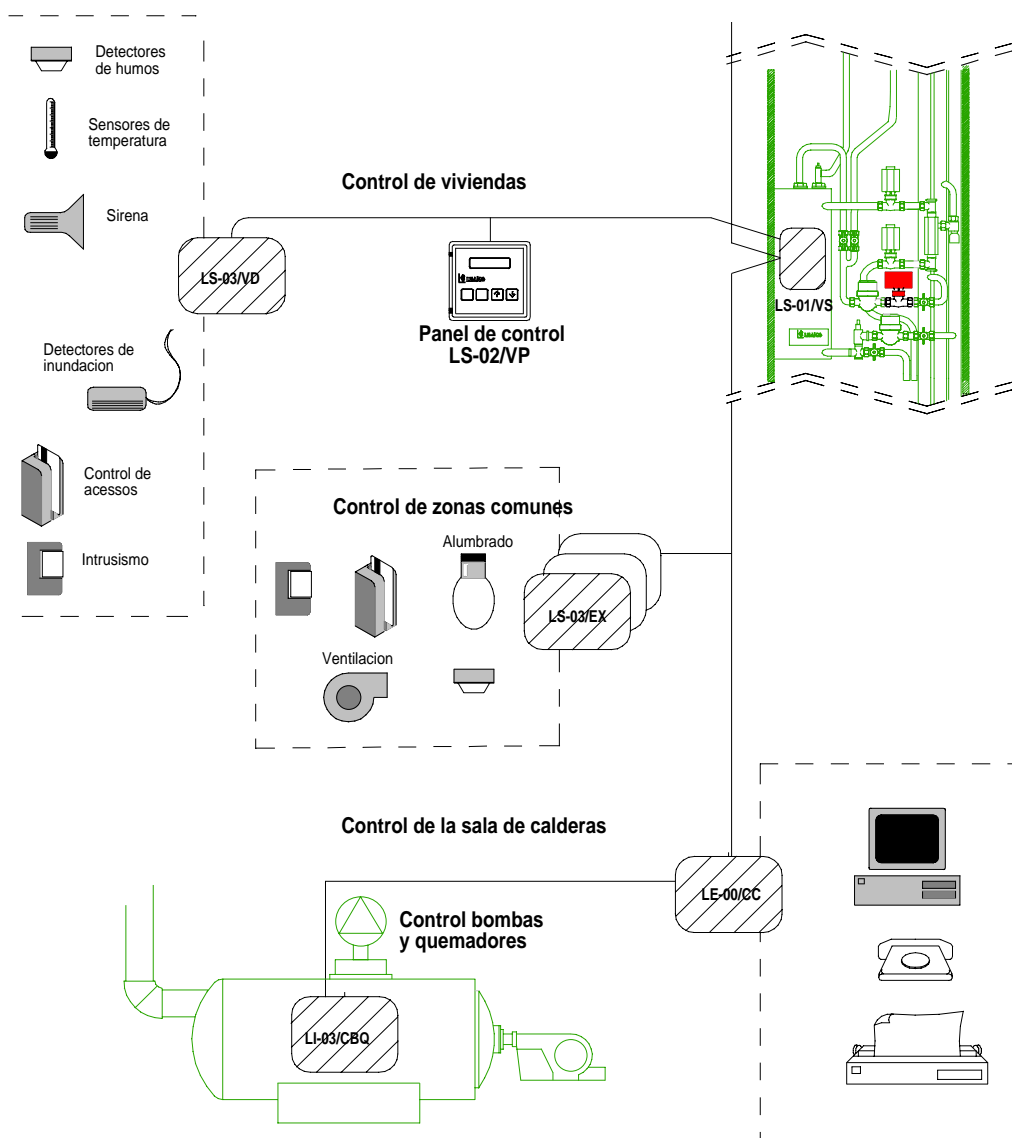 Detectores
de humos
Sensores de
temperatura
Sirena
Detectores de
inundacion
Control de
acessos
Intrusismo
Control de viviendas
LS-03/VD
Panel de control
LS-02/VP
LS-01/VS
Control de zonas comunes
Alumbrado
Ventilacion
LS-03/EX
Control de la sala de calderas
LE-00/CC
Control bombas
y quemadores
LI-03/CBQ